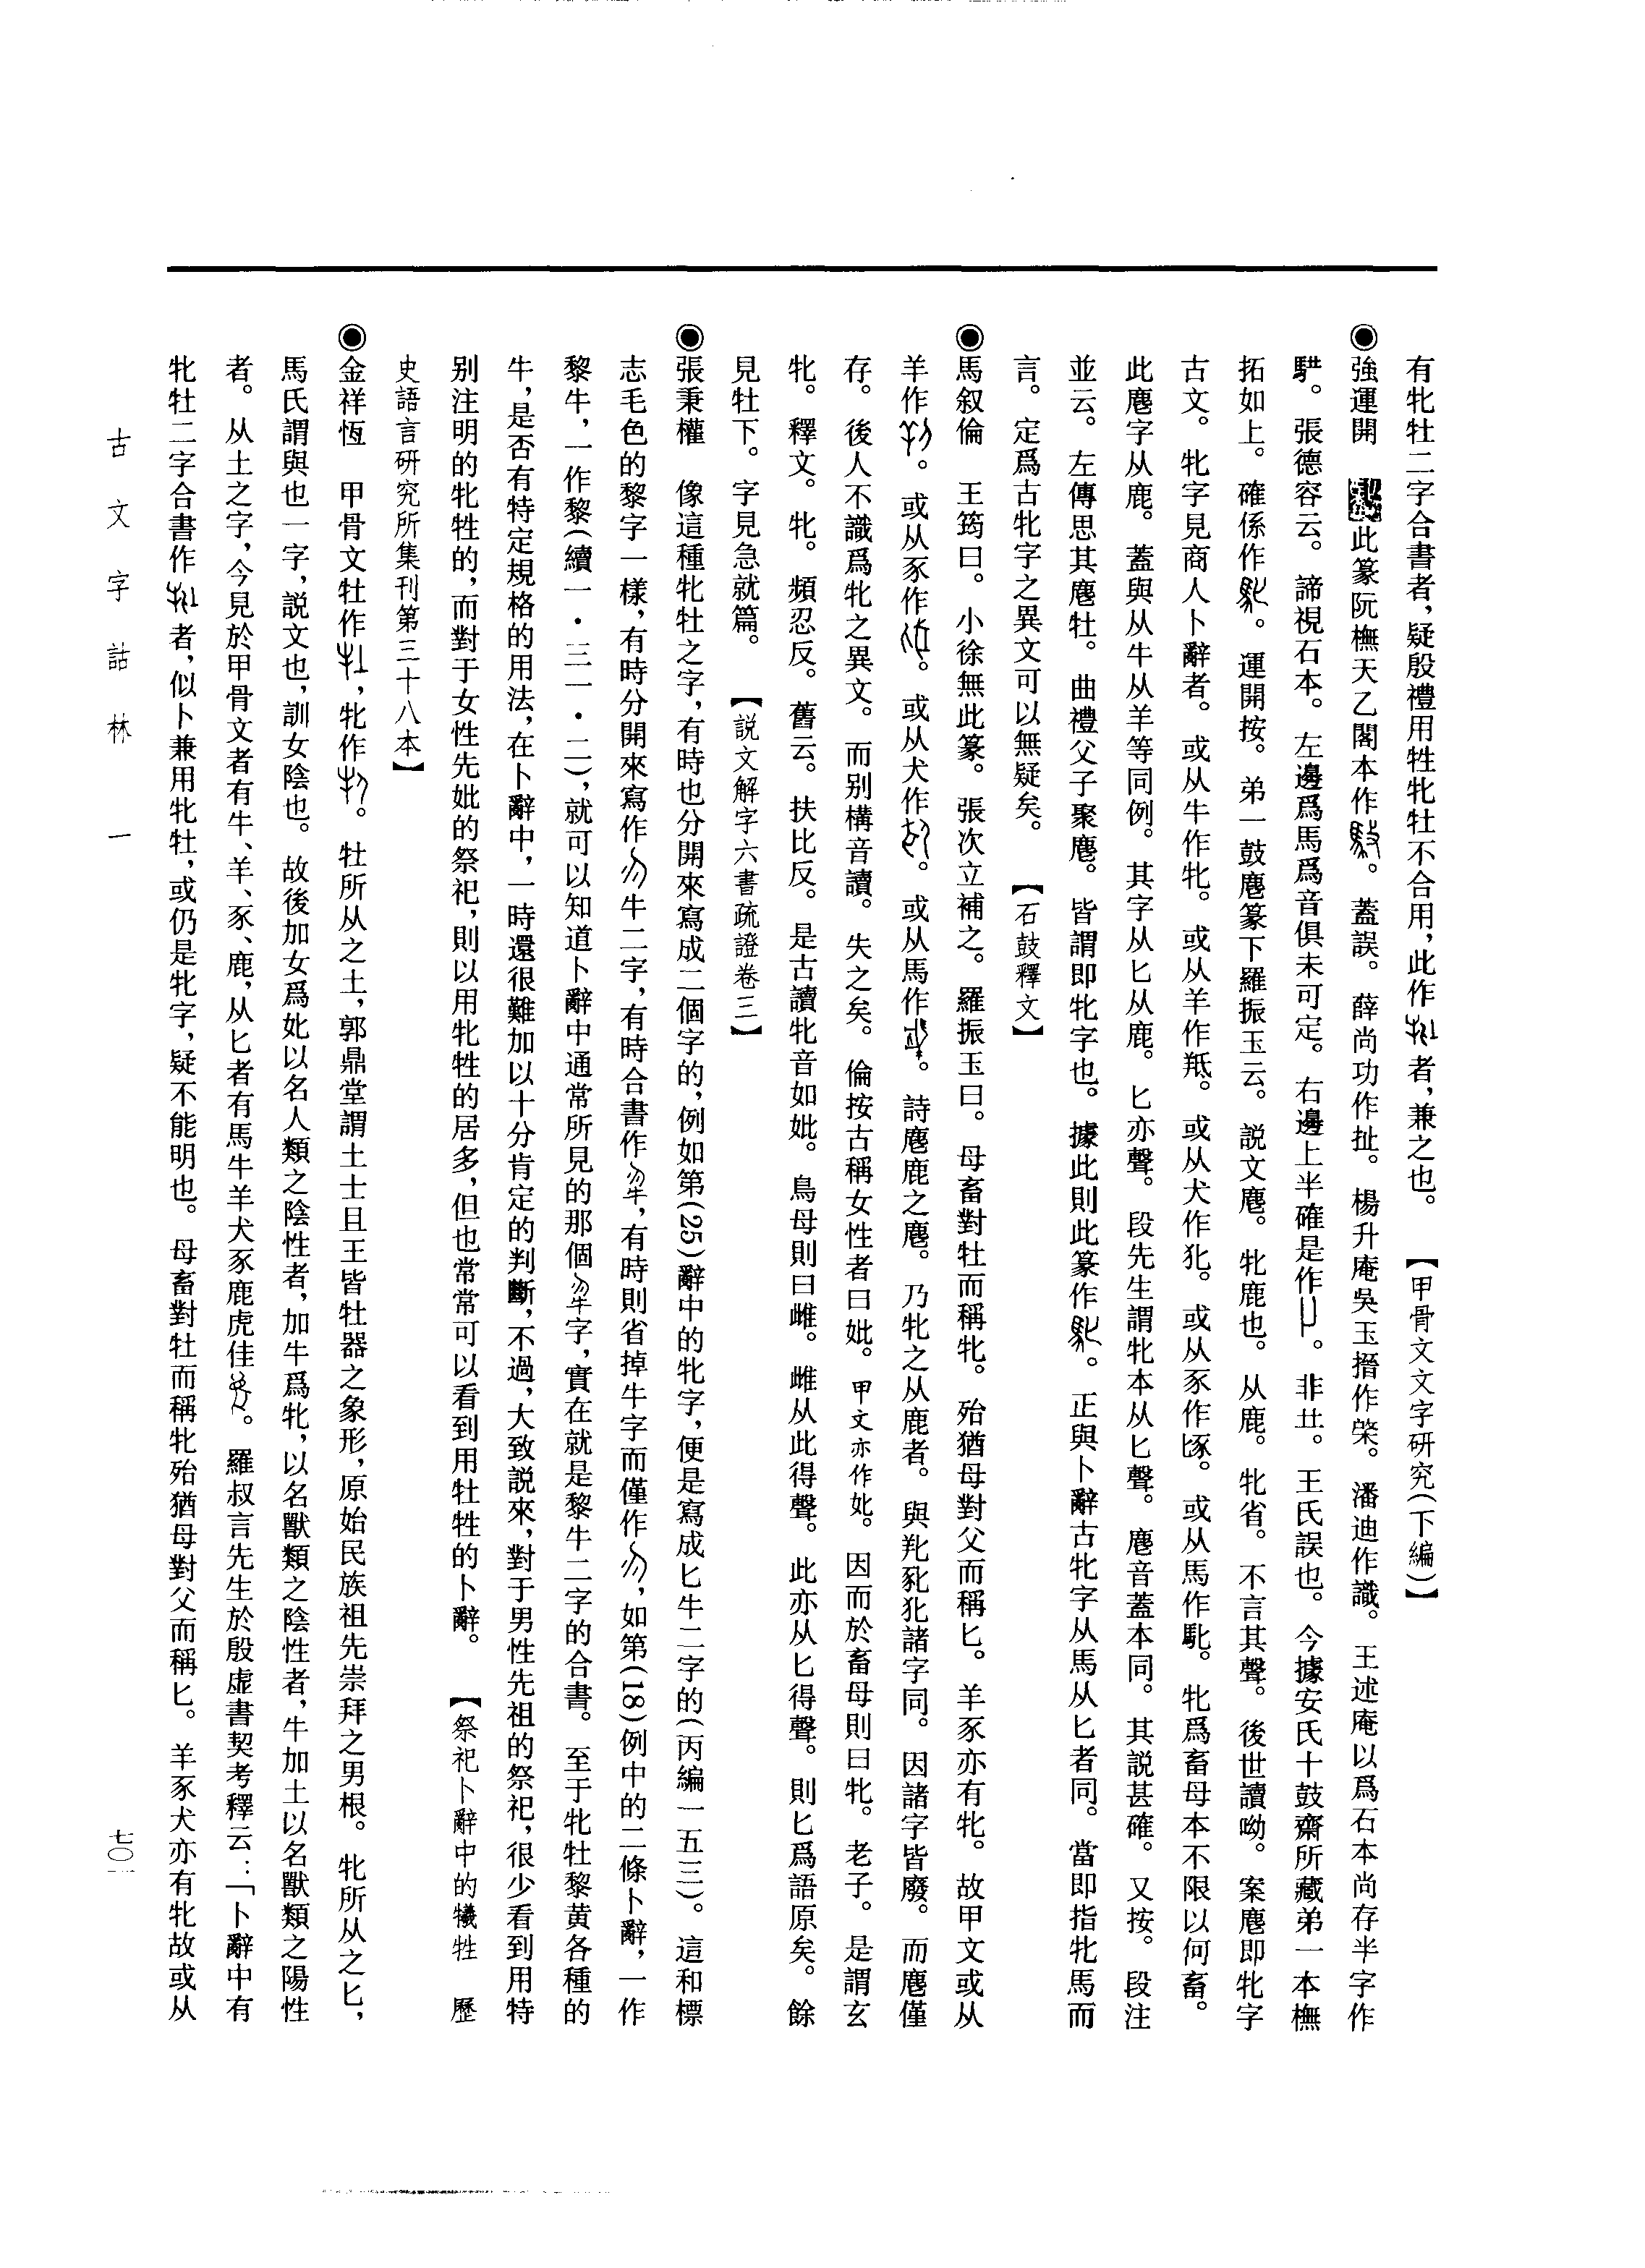 有牝牡二字合書者，疑殷禮用牲牝牡不合用，此作者，兼之也。　【甲骨文文字研究（下編）】
◉強運開　此篆阮橅天乙閣本作。蓋誤。薛尚功作㧗。楊升庵吳玉搢作棨。潘迪作識。王述庵以爲石本尚存半字作
𩡺。張德容云。諦視石本。左邊爲馬爲音俱未可定。右邊上半確是作。非㐀。王氏誤也。今據安氏十鼓齋所藏弟一本橅
拓如上。確係作。運開按。弟一鼓麀篆下羅振玉云。説文麀。牝鹿也。从鹿。牝省。不言其聲。後世讀呦。案麀即牝字
古文。牝字見商人卜辭者。或从牛作牝。或从羊作羝。或从犬作犯。或从豕作豚。或从馬作馲。牝爲畜母本不限以何畜。
此麀字从鹿。蓋與从牛从羊等同例。其字从匕从鹿。匕亦聲。段先生謂牝本从匕聲。麀音蓋本同。其説甚確。又按。段注
並云。左傳思其麀牡。曲禮父子聚麀。皆謂即牝字也。據此則此篆作。正與卜辭古牝字从馬从匕者同。當即指牝馬而
言。定爲古牝字之異文可以無疑矣。　【石鼓釋文】
◉馬叙倫　王筠曰。小徐無此篆。張次立補之。羅振玉曰。母畜對牡而稱牝。殆猶母對父而稱匕。羊豕亦有牝。故甲文或从
羊作。或从豕作。或从犬作。或从馬作。詩麀鹿之麀。乃牝之从鹿者。與諸字同。因諸字皆廢。而麀僅
存。後人不識爲牝之異文。而别構音讀。失之矣。倫按古稱女性者曰妣。甲文亦作妣。因而於畜母則曰牝。老子。是謂玄
牝。釋文。牝。頻忍反。舊云。扶比反。是古讀牝音如妣。鳥母則曰雌。雌从此得聲。此亦从匕得聲。則匕爲語原矣。餘
見牡下。字見急就篇。　【説文解字六書疏證卷三】
◉張秉權　像這種牝牡之字，有時也分開來寫成二個字的，例如第(25)辭中的牝字，便是寫成匕牛二字的（丙編一五三）。這和標
志毛色的黎字一樣，有時分開來寫作牛二字，有時合書作，有時則省掉牛字而僅作，如第(18)例中的二條卜辭，一作
黎牛，一作黎（續一·三一·二），就可以知道卜辭中通常所見的那個字，實在就是黎牛二字的合書。至于牝牡黎黄各種的
牛，是否有特定規格的用法，在卜辭中，一時還很難加以十分肯定的判斷，不過，大致説來，對于男性先祖的祭祀，很少看到用特
别注明的牝牲的，而對于女性先妣的祭祀，則以用牝牲的居多，但也常常可以看到用牡牲的卜辭。　【祭祀卜辭中的犧牲　歷
史語言研究所集刊第三十八本】
◉金祥恆　甲骨文牡作，牝作。牡所从之土，郭鼎堂謂土士且王皆牡器之象形，原始民族祖先崇拜之男根。牝所从之匕，
馬氏謂與也一字，説文也，訓女陰也。故後加女爲妣以名人類之陰性者，加牛爲牝，以名獸類之陰性者，牛加土以名獸類之陽性
者。从土之字，今見於甲骨文者有牛、羊、豕、鹿，从匕者有馬牛羊犬豕鹿虎隹。羅叔言先生於殷虛書契考釋云：「卜辭中有
牝牡二字合書作者，似卜兼用牝牡，或仍是牝字，疑不能明也。母畜對牡而稱牝殆猶母對父而稱匕。羊豕犬亦有牝故或从
古文字詁林　一
七〇一